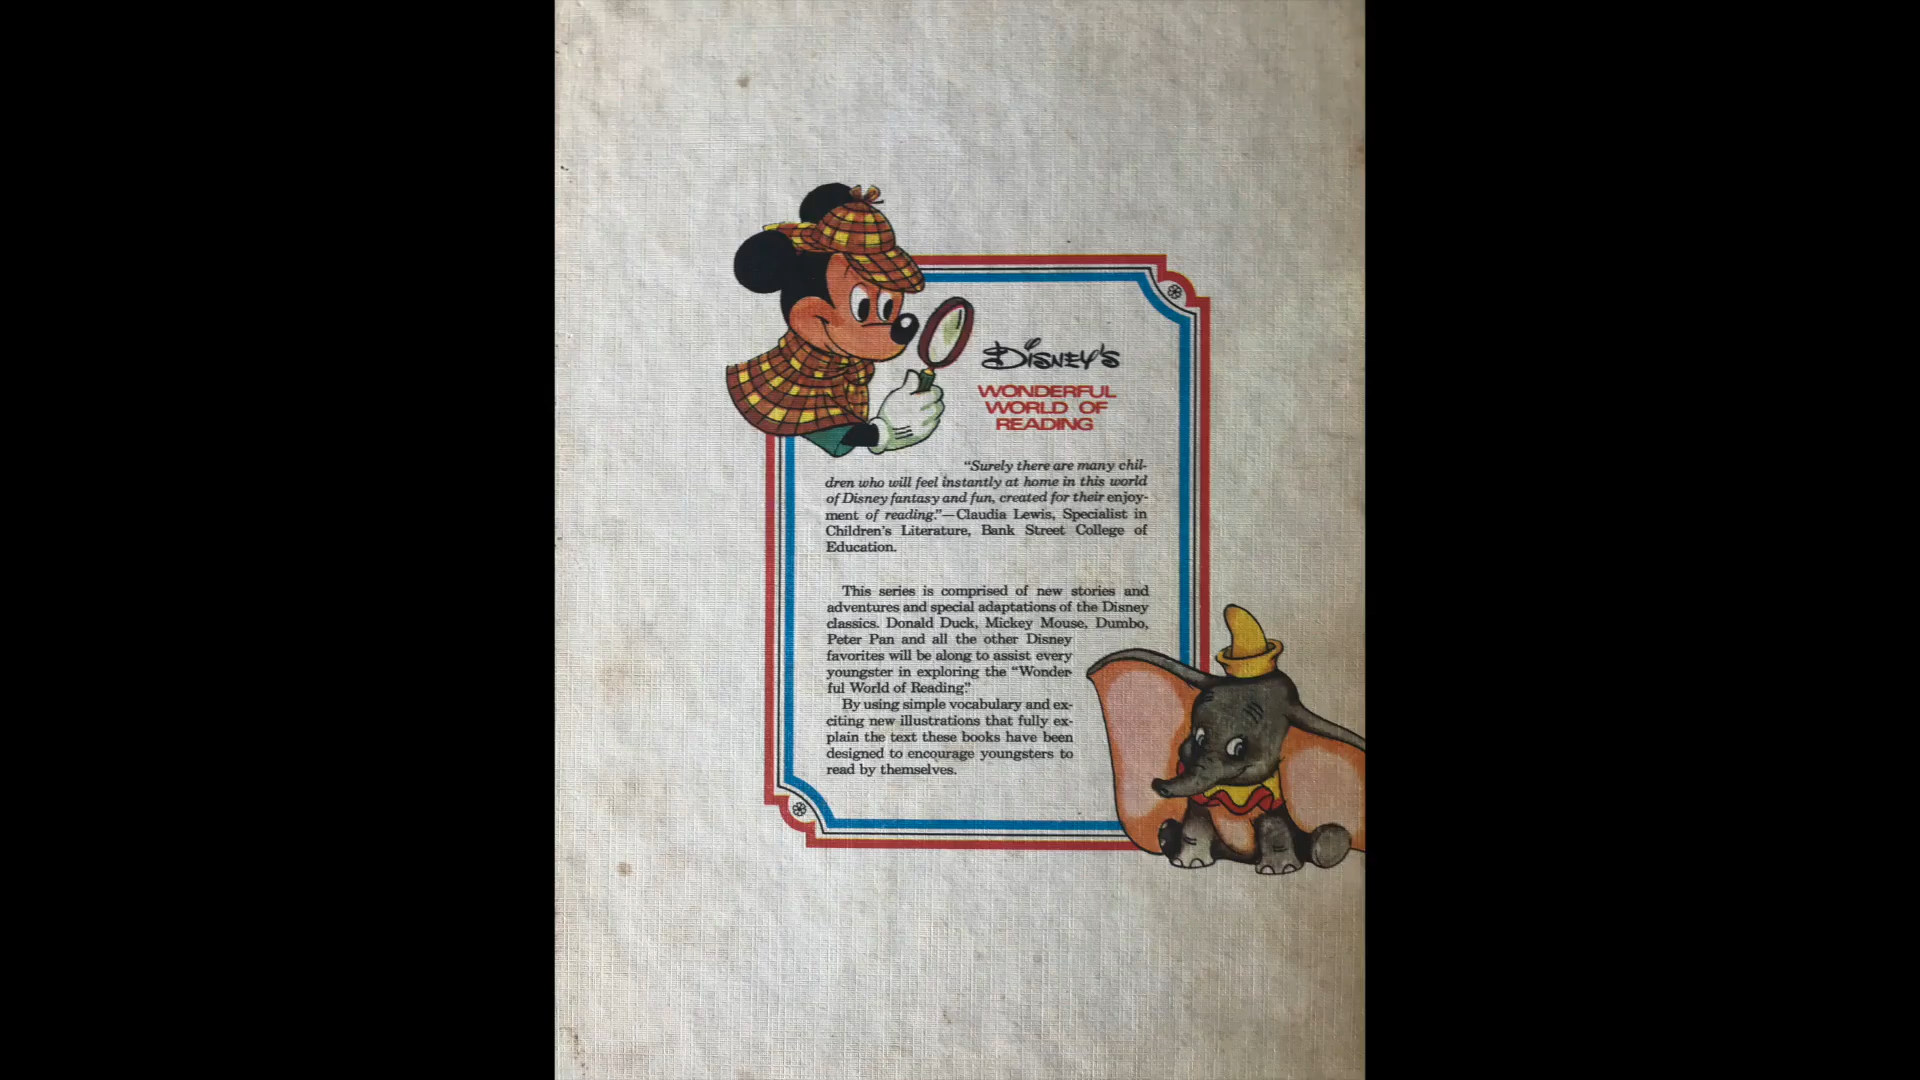 DISNEY'S
WONDERFUL
WORLD OF
READING
“Surely there are many chil-
dren who will feel instantly at home in this world
of Disney fantasy and fun, created for their enjoy-
ment of reading.”—Claudia Lewis, Specialist in
Children's Literature, Bank Street College of
Education.
This series is comprised of new stories and
adventures and special adaptations of the Disney
classics. Donald Duck, Mickey Mouse, Dumbo,
Peter Pan and all the other Disney
favorites will be along to assist every
youngster in exploring the “Wonder-
ful World of Reading.”
By using simple vocabulary and ex-
citing new illustrations that fully ex-
plain the text these books have been
designed to encourage youngsters to
read by themselves.